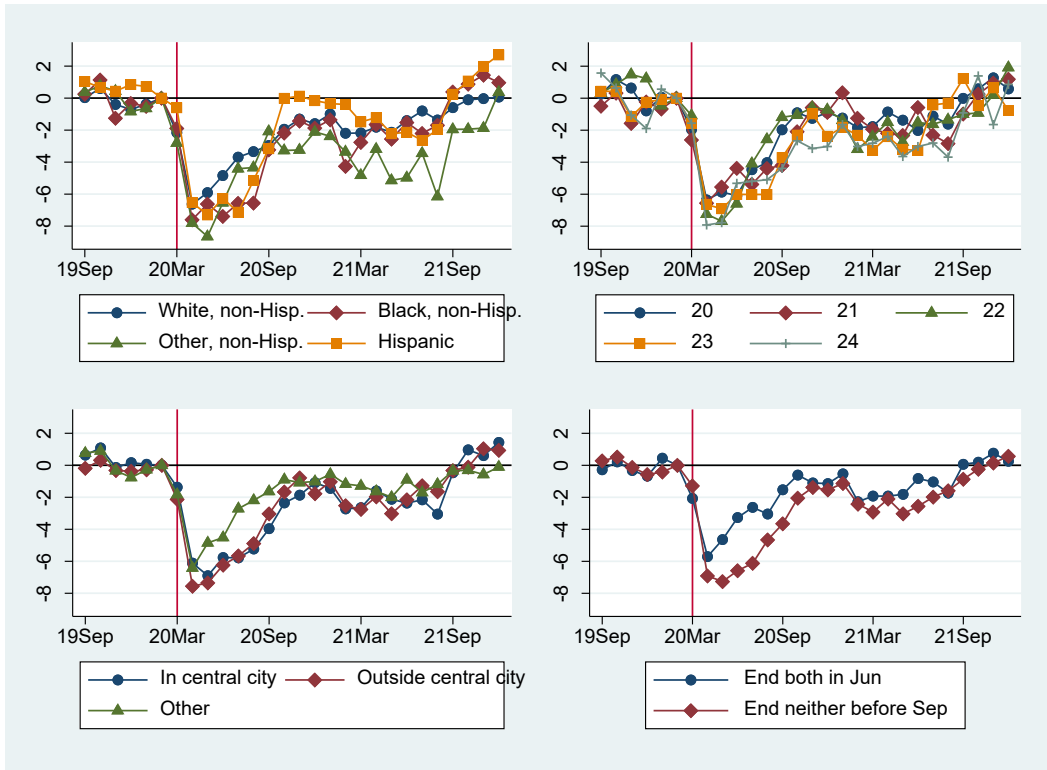 2
0
-2
-4
-6
-8
19Sep 20Mar 20Sep 21Mar 21Sep
White, non-Hisp. Black, non-Hisp.
Other, non-Hisp. Hispanic
2
0
-2
-4
-6
-8
19Sep 20Mar 20Sep 21Mar 21Sep
20 21 22
23 24
2
0
-2
-4
-6
-8
19Sep 20Mar 20Sep 21Mar 21Sep
In central city Outside central city
Other
2
0
-2
-4
-6
-8
19Sep 20Mar 20Sep 21Mar 21Sep
End both in Jun
End neither before Sep